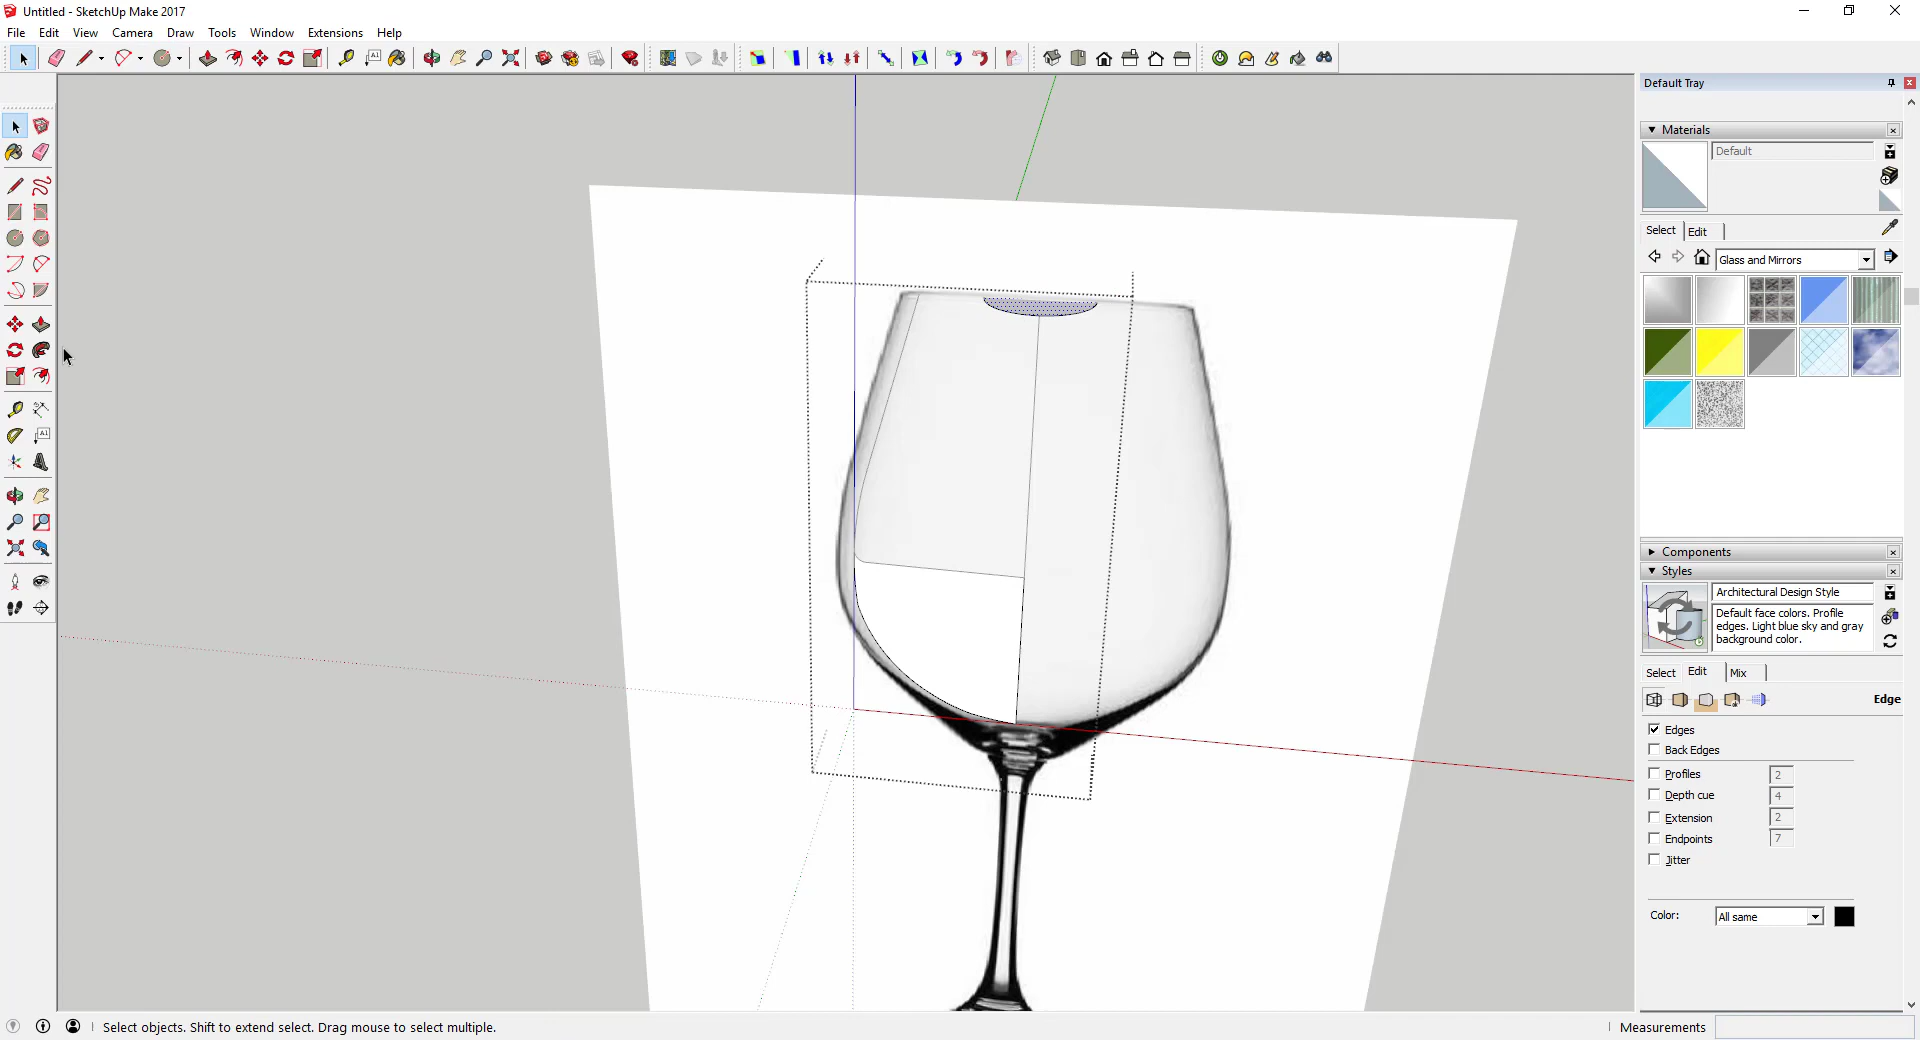 Untitled - SketchUp Make 2017
File Edit View Camera Draw Tools Window Extensions Help
Default Tray
Materials
Default
Select Edit
Glass and Mirrors
Components
Styles
Architectural Design Style
Default face colors. Profile
edges. Light blue sky and gray
background color.
Select Edit Mix
Edge
Edges
Back Edges
Profiles 2
Depth cue 4
Extension 2
Endpoints 7
Jitter
Color: All same
Select objects. Shift to extend select. Drag mouse to select multiple.
Measurements